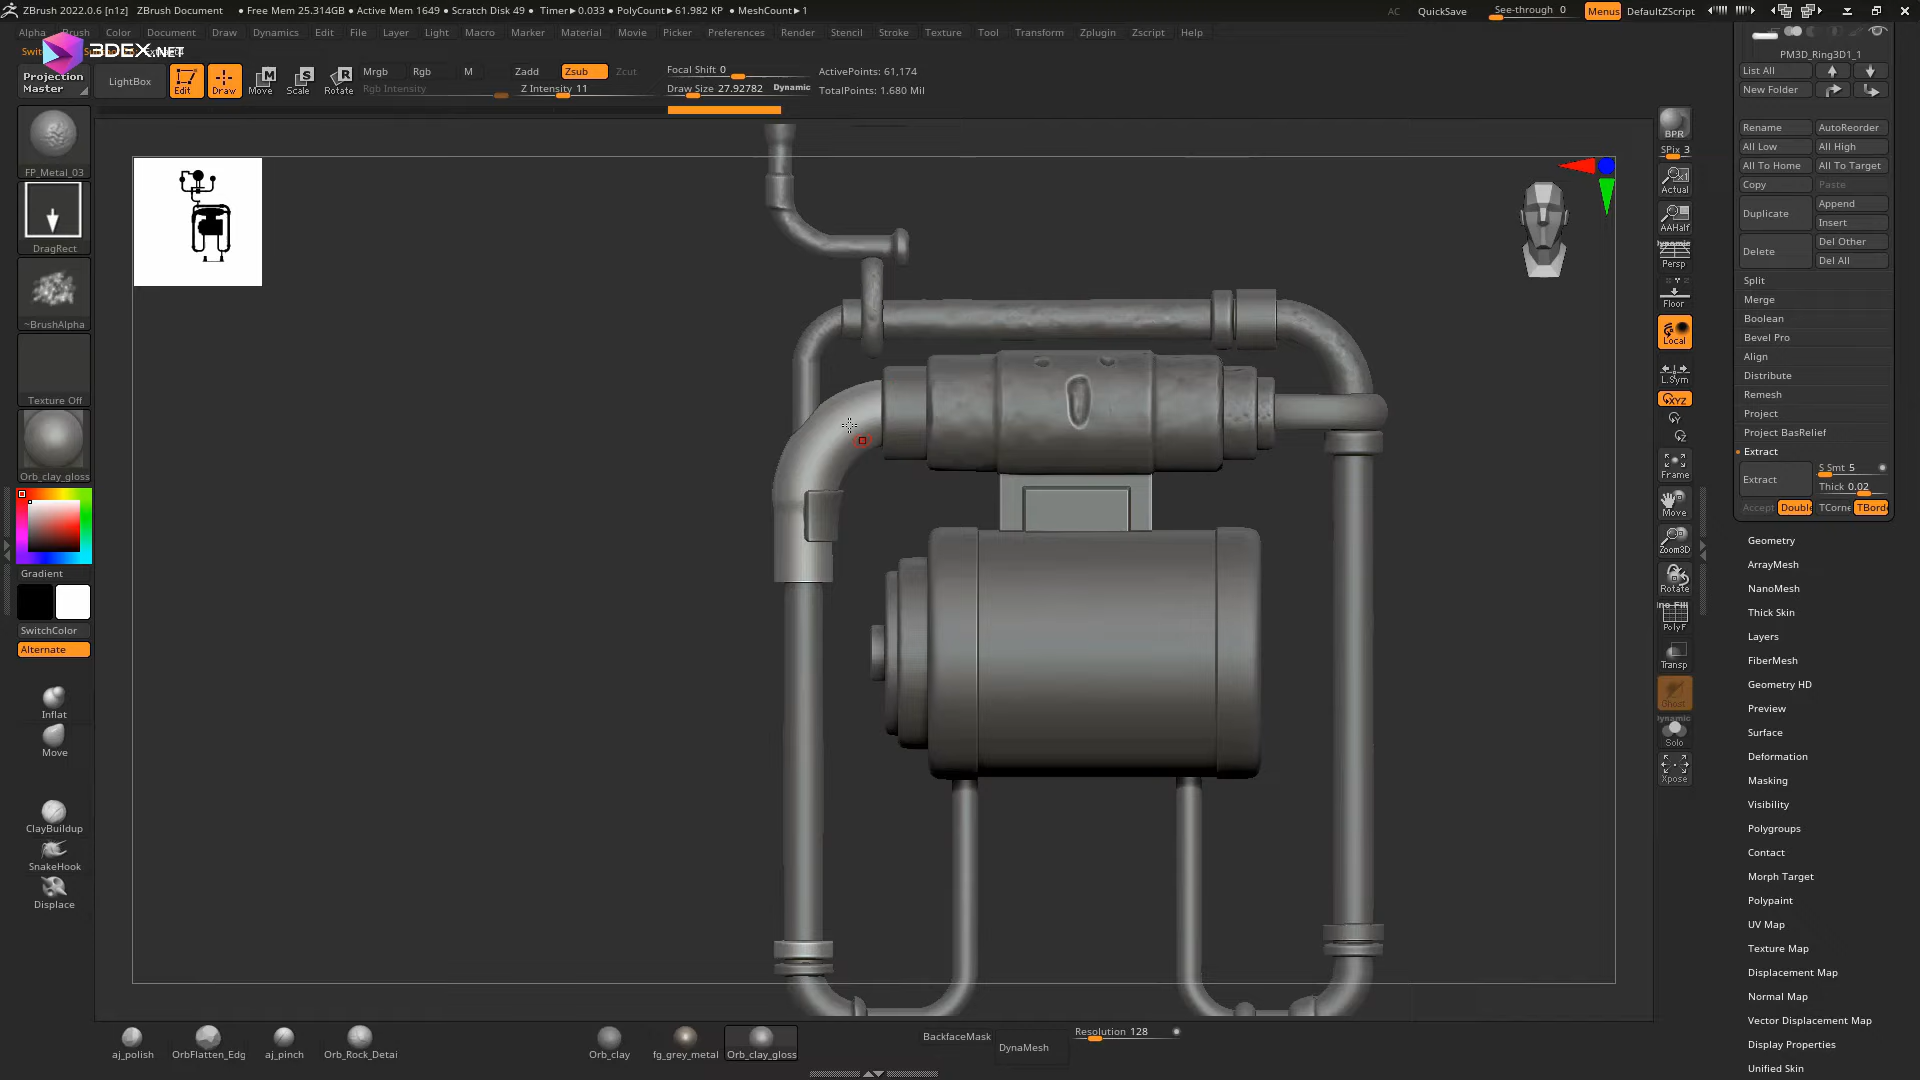 ZBrush 2022.0.6 [n1z] ZBrush Document • Free Mem 25.314GB • Active Mem 1649 • Scratch Disk 49 • Timer▸0.033 • PolyCount▸61.982 KP • MeshCount▸1 AC QuickSave See-through 0 Menus DefaultZScript
Alpha Brush Color Document Draw Dynamics Edit File Layer Light Macro Marker Material Movie Picker Preferences Render Stencil Stroke Texture Tool Transform Zplugin Zscript Help
3DEX.NET
Projection Master
LightBox
Edit
Draw
Move
Scale
Rotate
Mrgb Rgb M
Rgb Intensity
Zadd Zsub Zcut
Z Intensity 11
Focal Shift 0
Draw Size 27.92782 Dynamic
ActivePoints: 61,174
TotalPoints: 1.680 Mil
FP_Metal_03
DragRect
~BrushAlpha
Texture Off
Orb_clay_gloss
Gradient
SwitchColor
Alternate
Inflat
Move
ClayBuildup
SnakeHook
Displace
BPR
SPix 3
Actual
AAHalf
Dynamic
Persp
Floor
Local
L.Sym
XYZ
Y
Z
Frame
Move
Zoom3D
Rotate
PolyF
Transp
Ghost
Dynamic
Solo
Xpose
PM3D_Ring3D1_1
List All
New Folder
Rename AutoReorder
All Low All High
All To Home All To Target
Copy Paste
Duplicate Append
Insert
Delete Del Other
Del All
Split
Merge
Boolean
Bevel Pro
Align
Distribute
Remesh
Project
Project BasRelief
Extract
Extract S Smt 5
Thick 0.02
Accept Double TCorne TBorde
Geometry
ArrayMesh
NanoMesh
Thick Skin
Layers
FiberMesh
Geometry HD
Preview
Surface
Deformation
Masking
Visibility
Polygroups
Contact
Morph Target
Polypaint
UV Map
Texture Map
Displacement Map
Normal Map
Vector Displacement Map
Display Properties
Unified Skin
aj_polish
OrbFlatten_Edg
aj_pinch
Orb_Rock_Detai
Orb_clay
fg_grey_metal
Orb_clay_gloss
BackfaceMask
DynaMesh
Resolution 128